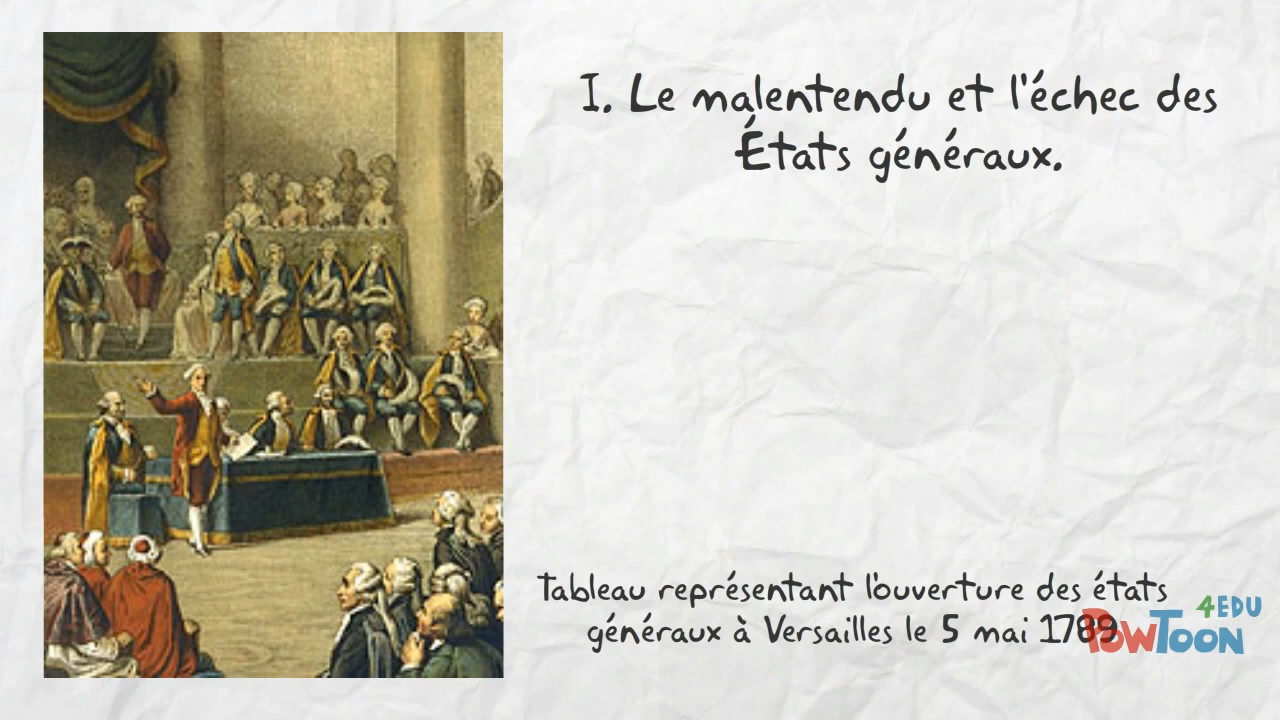 I. Le malentendu et l'échec des
États généraux.
Tableau représentant l'ouverture des états
généraux à Versailles le 5 mai 1789
4EDU
POWTOON